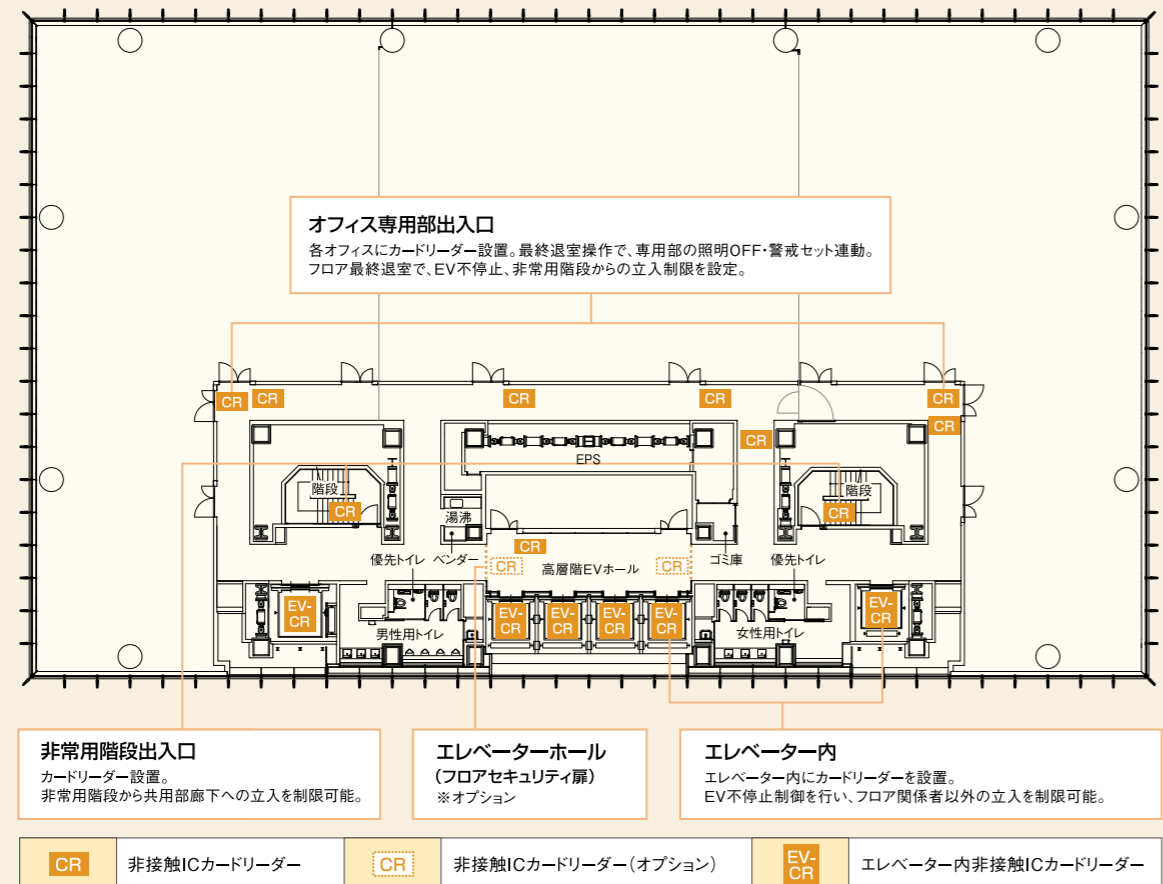 オフィス専用部出入口
各オフィスにカードリーダー設置。最終退室操作で、専用部の照明OFF・警戒セット連動。
フロア最終退室で、EV不停止、非常用階段からの立入制限を設定。
CR
CR
CR
CR
CR
CR
CR
EPS
階段
CR
階段
CR
湯沸
CR
優先トイレ
ベンダー
CR
高層階EVホール
CR
ゴミ庫
優先トイレ
EV-
CR
男性用トイレ
EV-
CR
EV-
CR
EV-
CR
EV-
CR
女性用トイレ
EV-
CR
非常用階段出入口
カードリーダー設置。
非常用階段から共用部廊下への立入を制限可能。
エレベーターホール
(フロアセキュリティ扉)
※オプション
エレベーター内
エレベーター内にカードリーダーを設置。
EV不停止制御を行い、フロア関係者以外の立入を制限可能。
CR
非接触ICカードリーダー
CR
非接触ICカードリーダー(オプション)
EV-
CR
エレベーター内非接触ICカードリーダー